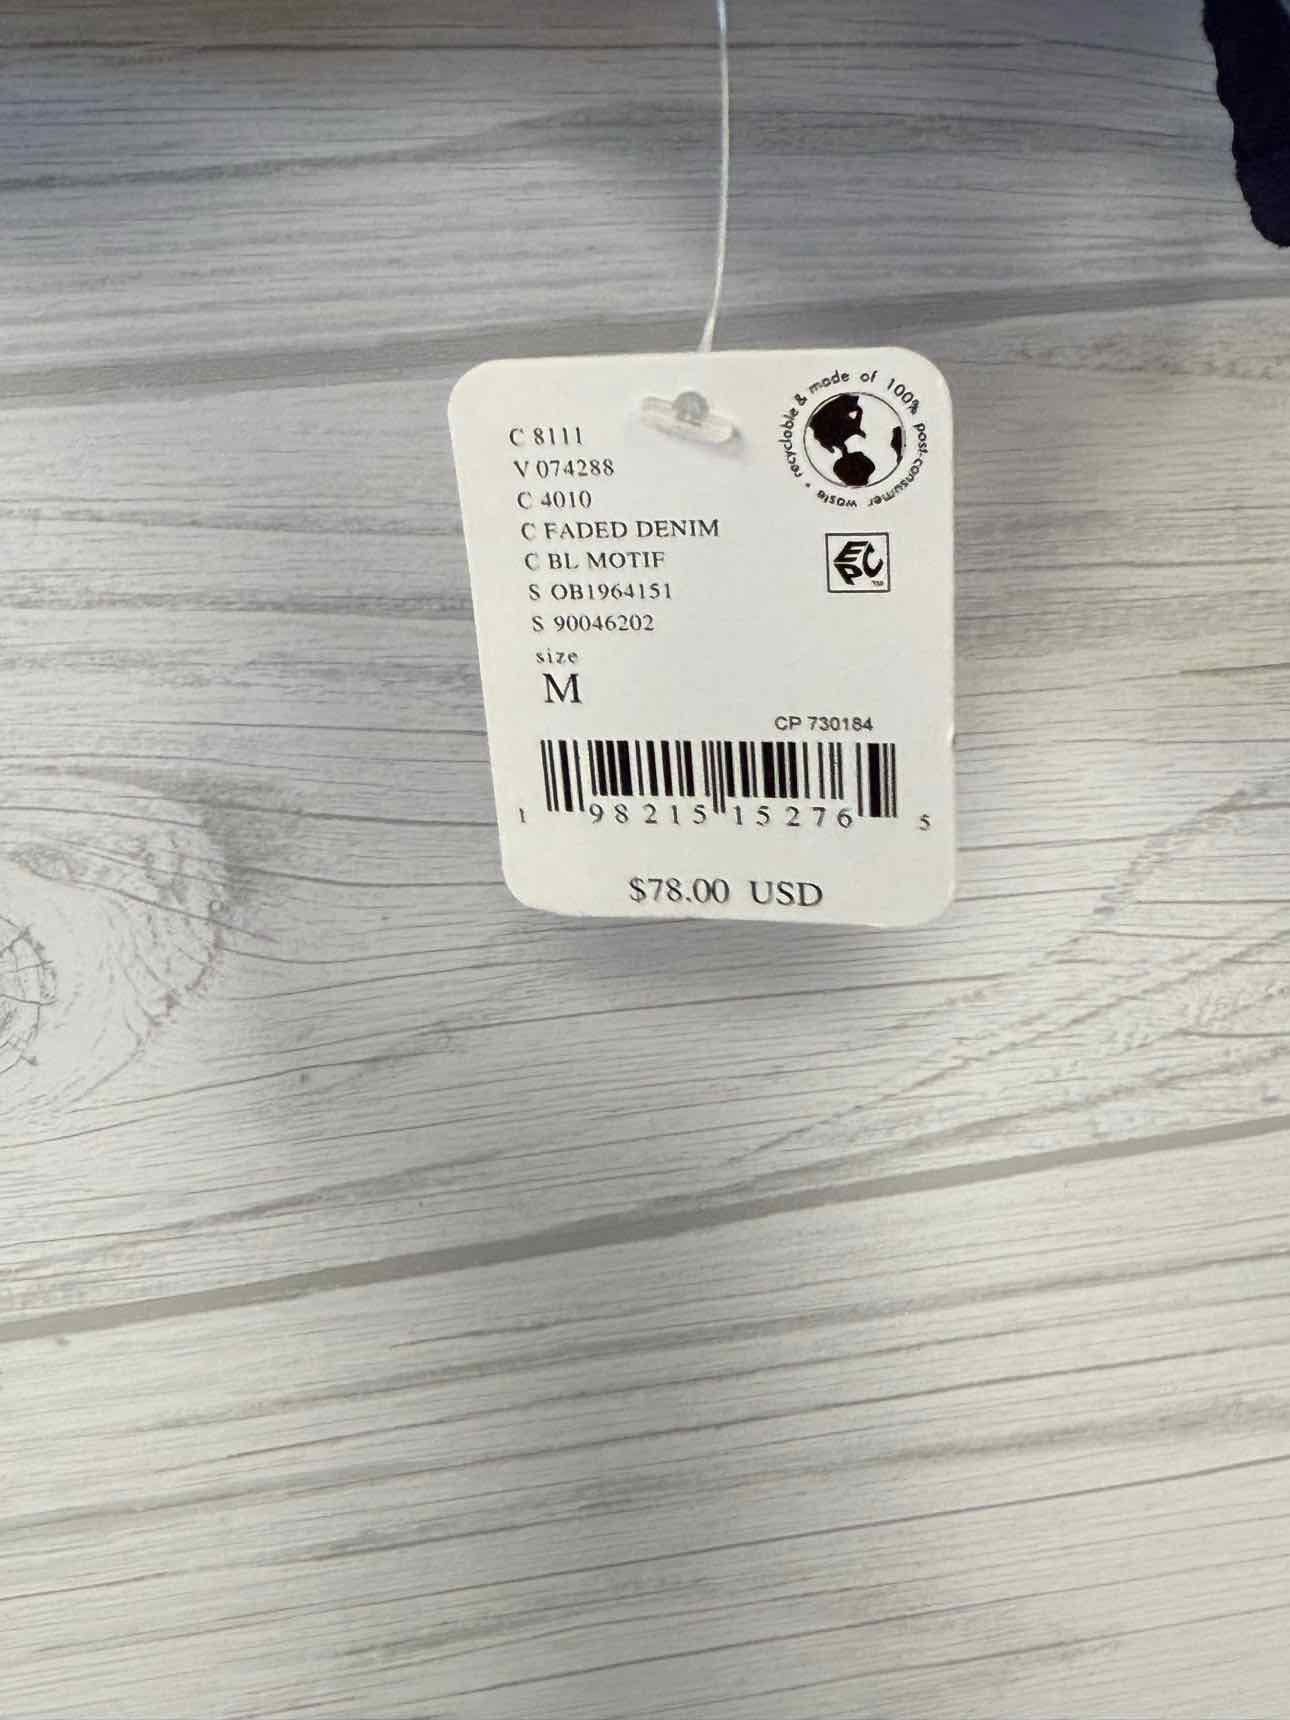 C 8111
V 074288
C 4010
C FADED DENIM
C BL MOTIF
S OB1964151
S 90046202
size
M
recyclable & made of 100% post-consumer waste •
EPC
CP 730184
1 98215 15276 5
$78.00 USD